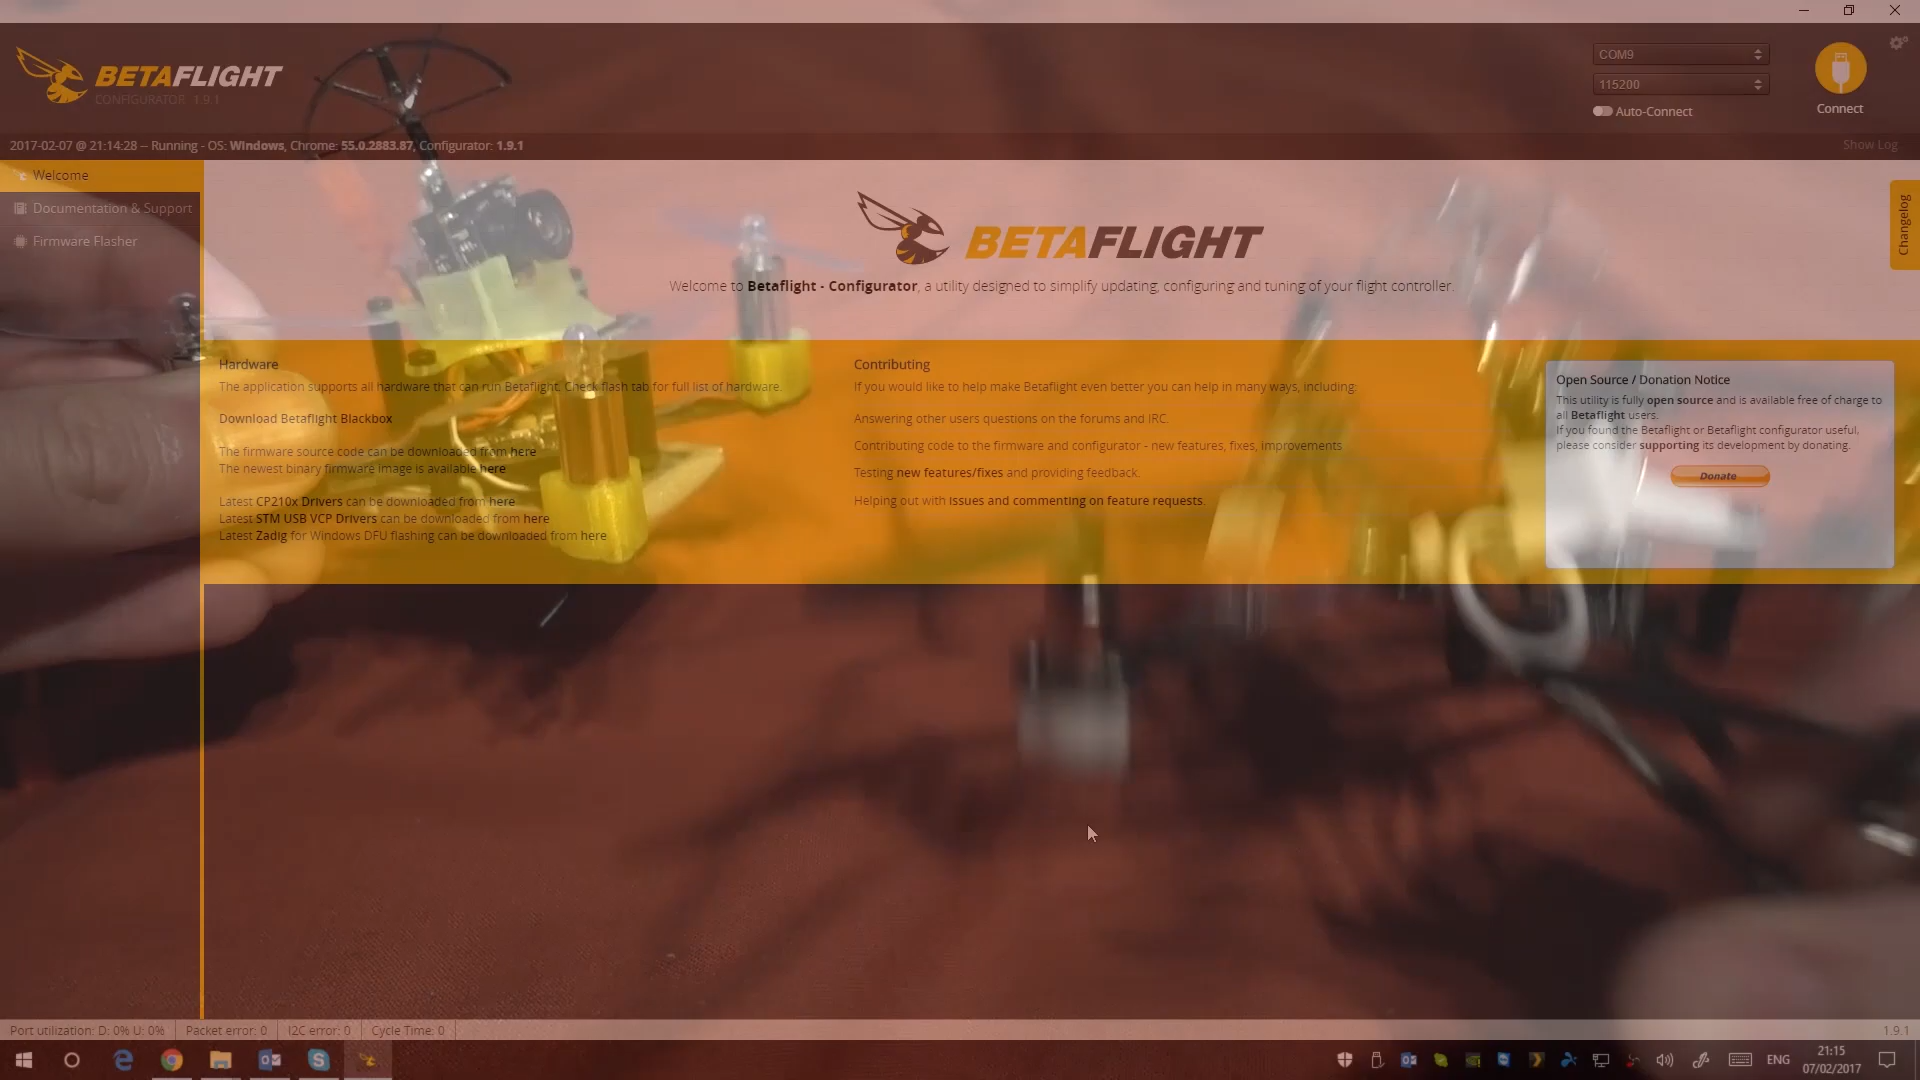 BETAFLIGHT
CONFIGURATOR 1.9.1
COM9
115200
Auto-Connect
Connect
2017-02-07 @ 21:14:28 -- Running - OS: Windows, Chrome: 55.0.2883.87, Configurator: 1.9.1
Show Log
Welcome
Documentation & Support
Firmware Flasher
BETAFLIGHT
Welcome to Betaflight - Configurator, a utility designed to simplify updating, configuring and tuning of your flight controller.
Changelog
Hardware
The application supports all hardware that can run Betaflight. Check flash tab for full list of hardware.
Download Betaflight Blackbox
The firmware source code can be downloaded from here
The newest binary firmware image is available here
Latest CP210x Drivers can be downloaded from here
Latest STM USB VCP Drivers can be downloaded from here
Latest Zadig for Windows DFU flashing can be downloaded from here
Contributing
If you would like to help make Betaflight even better you can help in many ways, including:
Answering other users questions on the forums and IRC.
Contributing code to the firmware and configurator - new features, fixes, improvements
Testing new features/fixes and providing feedback.
Helping out with issues and commenting on feature requests.
Open Source / Donation Notice
This utility is fully open source and is available free of charge to
all Betaflight users.
If you found the Betaflight or Betaflight configurator useful,
please consider supporting its development by donating.
Donate
Port utilization: D: 0% U: 0%
Packet error: 0
I2C error: 0
Cycle Time: 0
1.9.1
ENG
21:15
07/02/2017